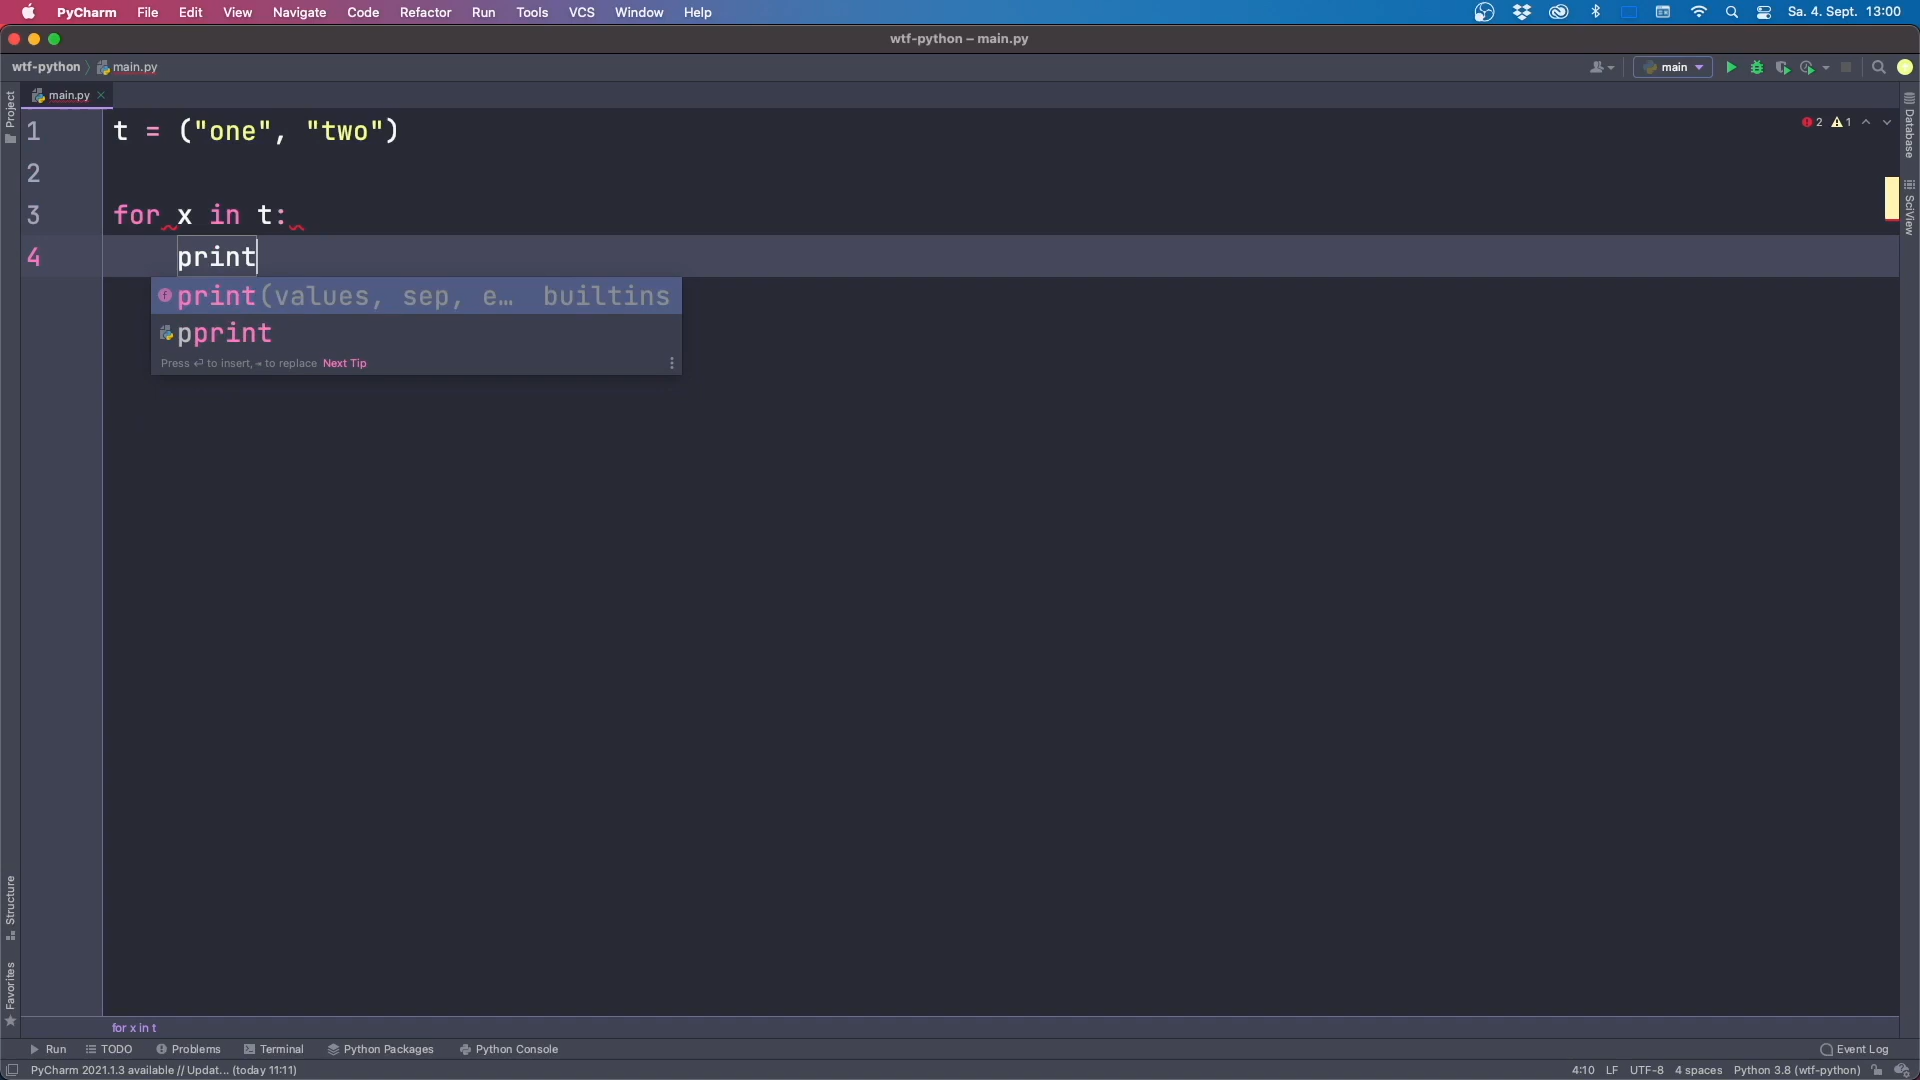 PyCharm File Edit View Navigate Code Refactor Run Tools VCS Window Help Sa. 4. Sept. 13:00
wtf-python – main.py
wtf-python main.py main
Project main.py 2 1
1 t = ("one", "two")
2
3 for x in t:
4 print
print(values, sep, e… builtins
pprint
Press ⏎ to insert, ⇥ to replace Next Tip
Database
SciView
Structure
Favorites
for x in t
Run TODO Problems Terminal Python Packages Python Console Event Log
PyCharm 2021.1.3 available // Updat... (today 11:11) 4:10 LF UTF-8 4 spaces Python 3.8 (wtf-python)